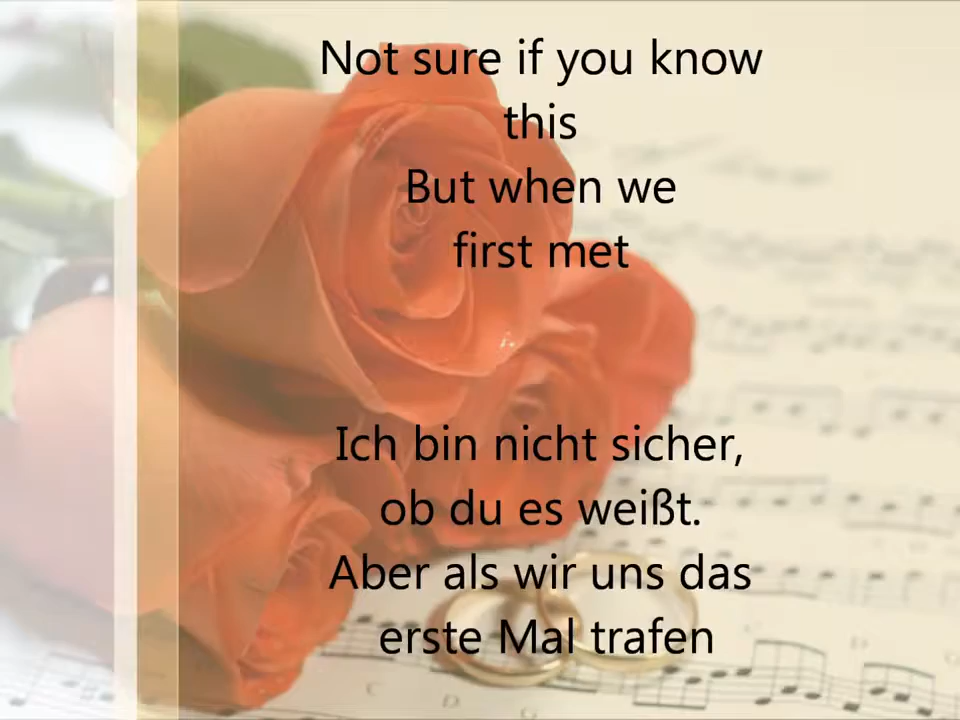 Not sure if you know
this
But when we
first met
Ich bin nicht sicher,
ob du es weißt.
Aber als wir uns das
erste Mal trafen